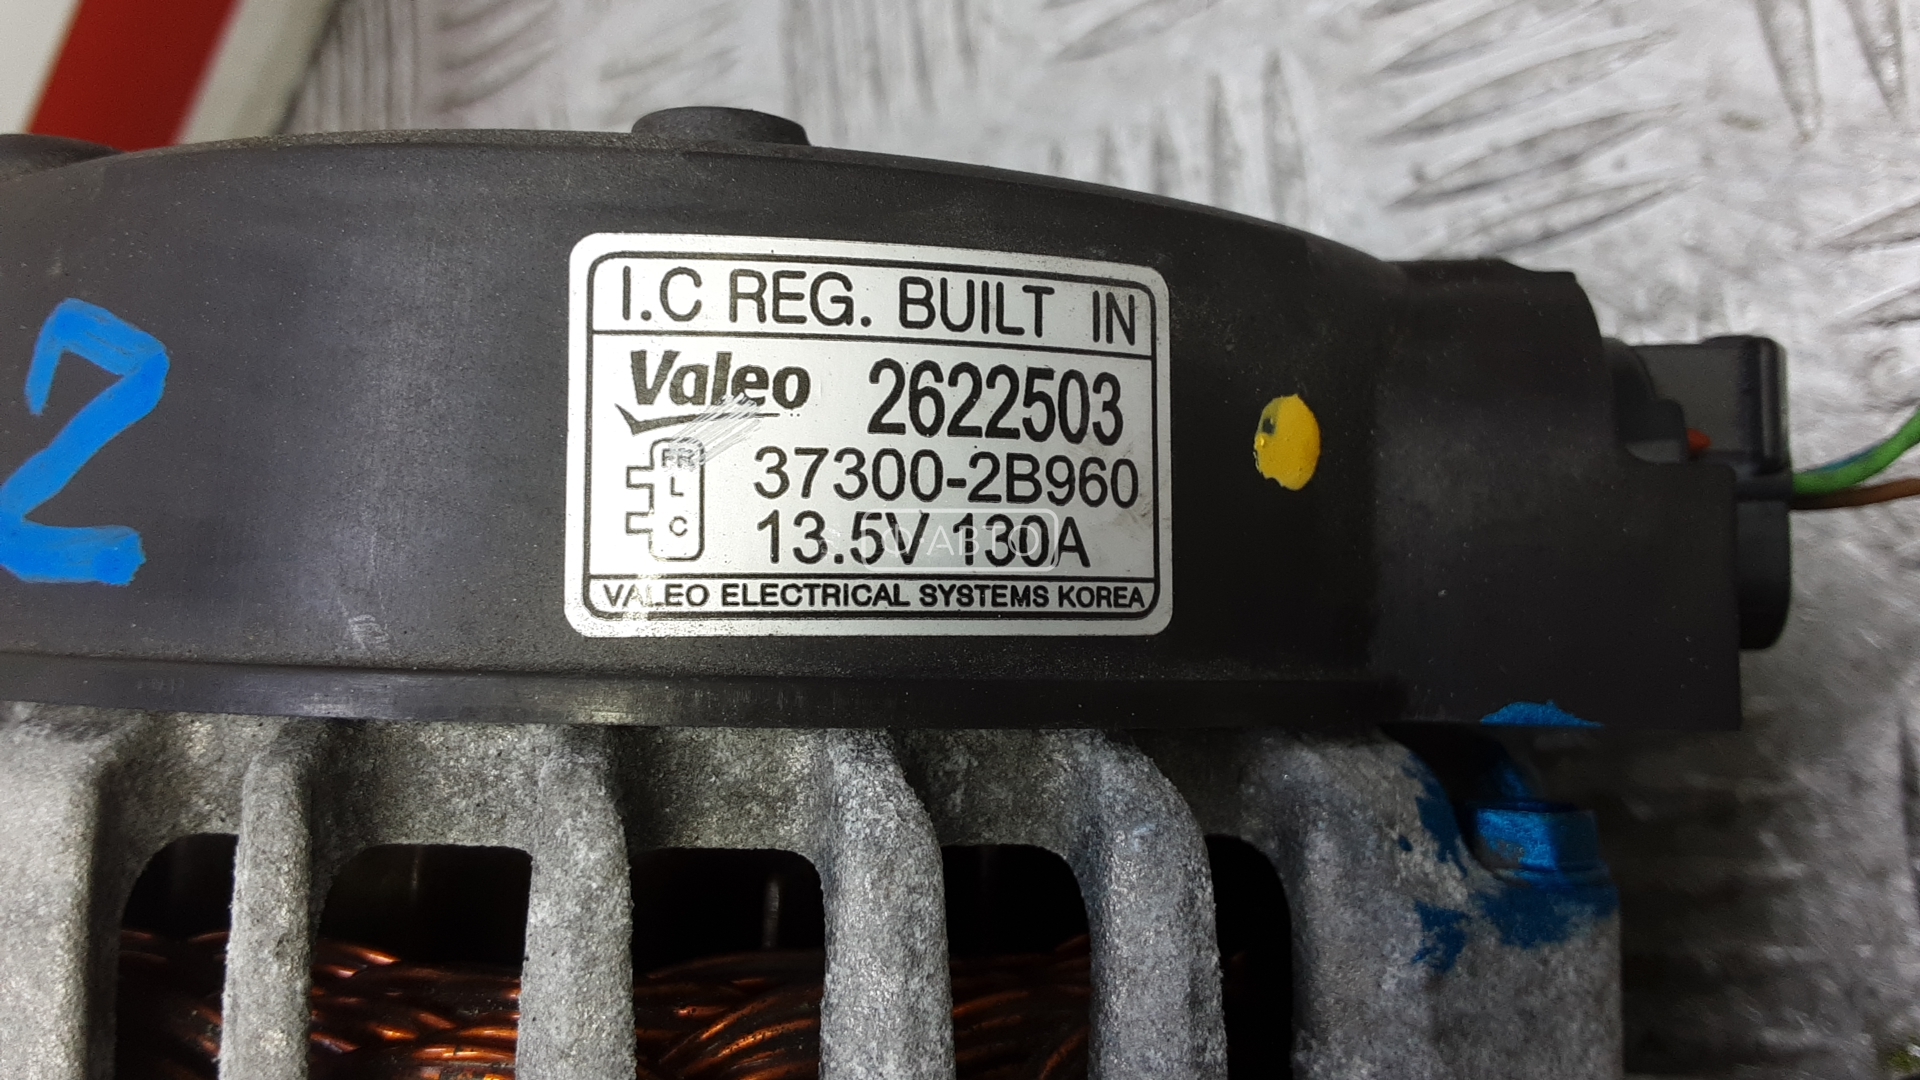 I.C REG. BUILT IN
Valeo 2622503
FR
L
C
37300-2B960
13.5V 130A
VALEO ELECTRICAL SYSTEMS KOREA
Z